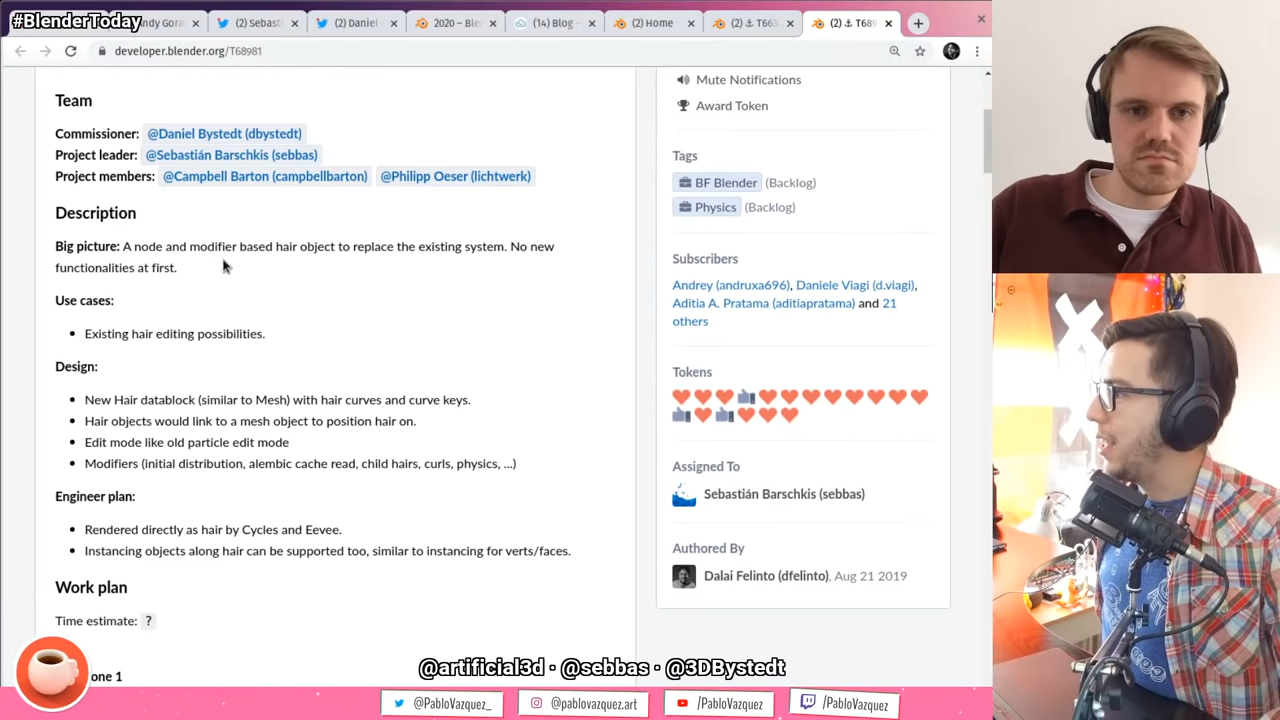 #BlenderToday
ndy Gora
(2) Sebast
(2) Daniel
2020 – Ble
(14) Blog –
(2) Home
(2) ⚓ T663
(2) ⚓ T689
developer.blender.org/T68981
Team
Commissioner: @Daniel Bystedt (dbystedt)
Project leader: @Sebastián Barschkis (sebbas)
Project members: @Campbell Barton (campbellbarton) @Philipp Oeser (lichtwerk)
Description
Big picture: A node and modifier based hair object to replace the existing system. No new
functionalities at first.
Use cases:
• Existing hair editing possibilities.
Design:
• New Hair datablock (similar to Mesh) with hair curves and curve keys.
• Hair objects would link to a mesh object to position hair on.
• Edit mode like old particle edit mode
• Modifiers (initial distribution, alembic cache read, child hairs, curls, physics, ...)
Engineer plan:
• Rendered directly as hair by Cycles and Eevee.
• Instancing objects along hair can be supported too, similar to instancing for verts/faces.
Work plan
Time estimate: ?
one 1
Mute Notifications
Award Token
Tags
BF Blender (Backlog)
Physics (Backlog)
Subscribers
Andrey (andruxa696), Daniele Viagi (d.viagi),
Aditia A. Pratama (aditiapratama) and 21
others
Tokens
Assigned To
Sebastián Barschkis (sebbas)
Authored By
Dalai Felinto (dfelinto), Aug 21 2019
@artificial3d · @sebbas · @3DBystedt
@PabloVazquez_
@pablovazquez.art
/PabloVazquez
/PabloVazquez